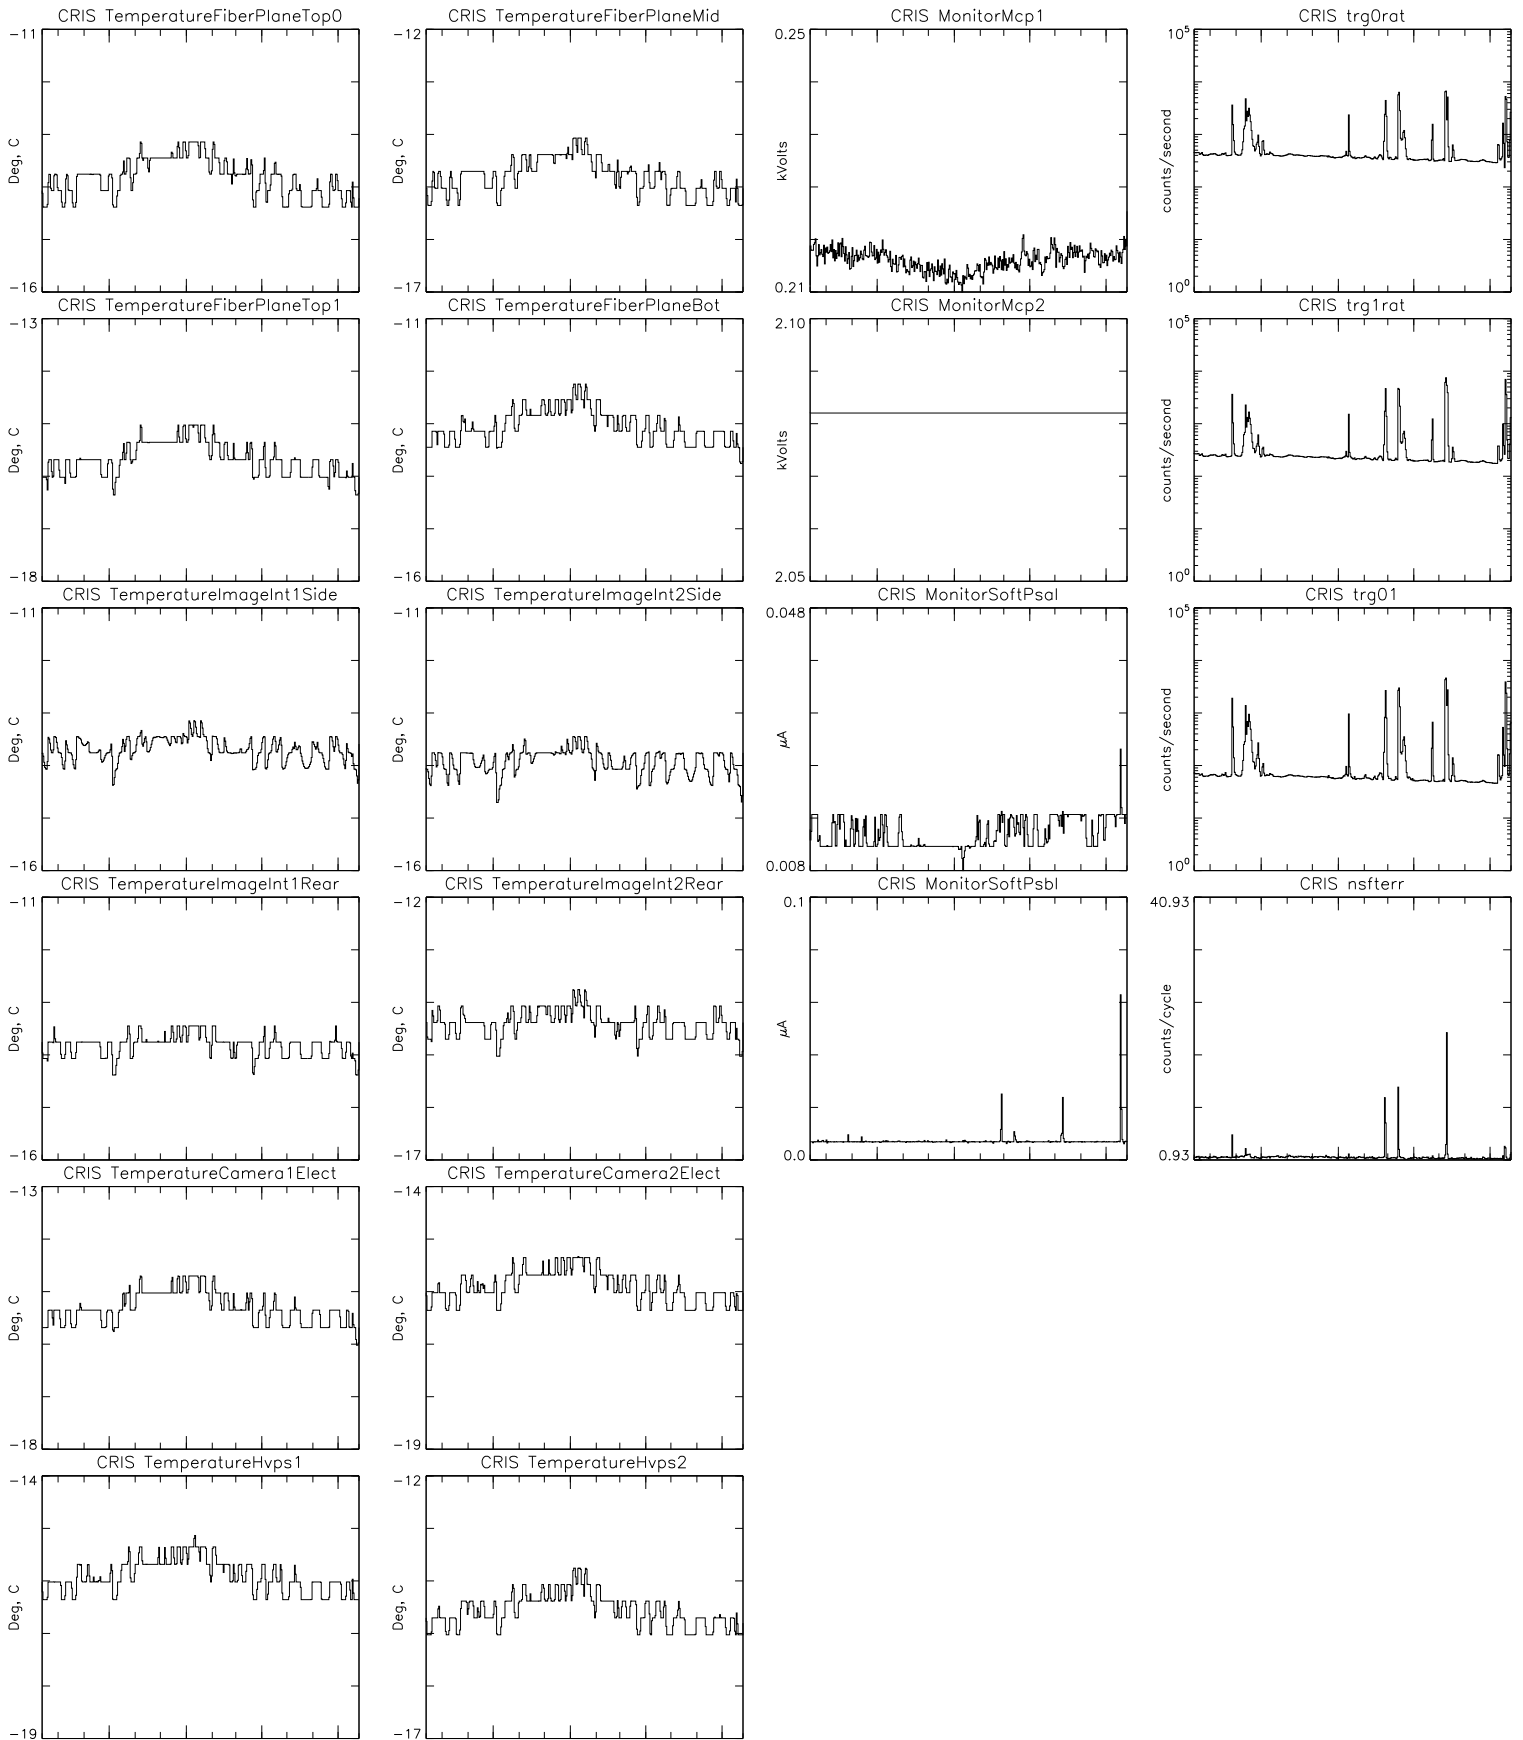 CRIS TemperatureFiberPlaneTop0
-11
Deg, C
-16
CRIS TemperatureFiberPlaneMid
-12
Deg, C
-17
CRIS MonitorMcp1
0.25
kVolts
0.21
CRIS trg0rat
10⁵
counts/second
10⁰
CRIS TemperatureFiberPlaneTop1
-13
Deg, C
-18
CRIS TemperatureFiberPlaneBot
-11
Deg, C
-16
CRIS MonitorMcp2
2.10
kVolts
2.05
CRIS trg1rat
10⁵
counts/second
10⁰
CRIS TemperatureImageInt1Side
-11
Deg, C
-16
CRIS TemperatureImageInt2Side
-11
Deg, C
-16
CRIS MonitorSoftPsaI
0.048
μA
0.008
CRIS trg01
10⁵
counts/second
10⁰
CRIS TemperatureImageInt1Rear
-11
Deg, C
-16
CRIS TemperatureImageInt2Rear
-12
Deg, C
-17
CRIS MonitorSoftPsbI
0.1
μA
0.0
CRIS nsfterr
40.93
counts/cycle
0.93
CRIS TemperatureCamera1Elect
-13
Deg, C
-18
CRIS TemperatureCamera2Elect
-14
Deg, C
-19
CRIS TemperatureHvps1
-14
Deg, C
-19
CRIS TemperatureHvps2
-12
Deg, C
-17